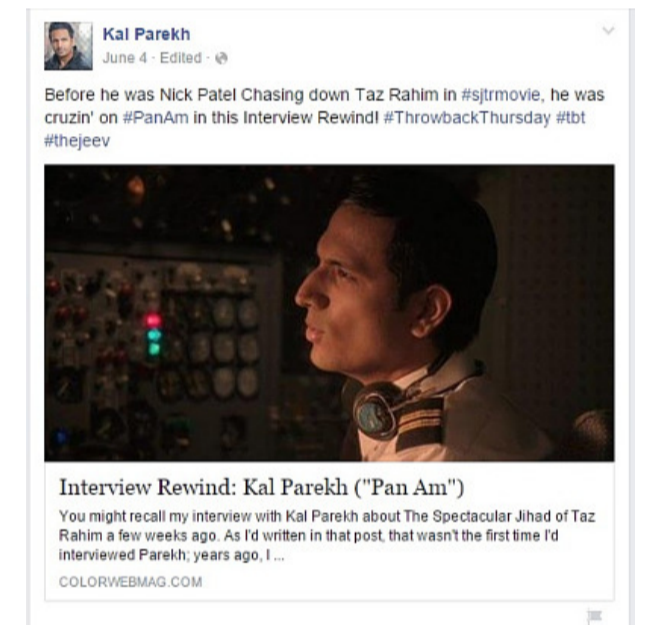 Kal Parekh
June 4 · Edited ·
Before he was Nick Patel Chasing down Taz Rahim in #sjtrmovie, he was
cruzin' on #PanAm in this Interview Rewind! #ThrowbackThursday #tbt
#thejeev
Interview Rewind: Kal Parekh ("Pan Am")
You might recall my interview with Kal Parekh about The Spectacular Jihad of Taz
Rahim a few weeks ago. As I'd written in that post, that wasn't the first time I'd
interviewed Parekh; years ago, I ...
COLORWEBMAG.COM